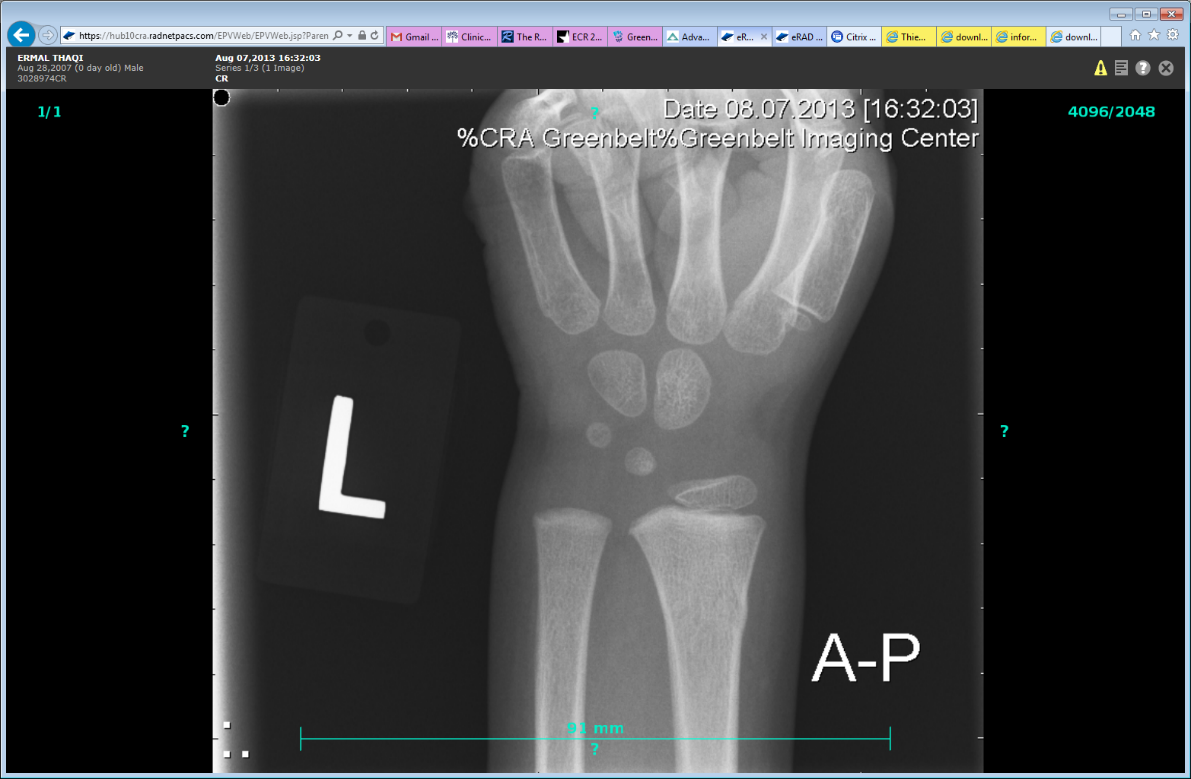 https://hub10cra.radnetpacs.com/EPVWeb/EPVWeb.jsp?Paren
Gmail ...
Clinic...
The R...
ECR 2...
Green...
Adva...
eR...
eRAD ...
Citrix ...
Thie...
downl...
infor...
downl...
ERMAL THAQI
Aug 28,2007 (0 day old) Male
3028974CR
Aug 07,2013 16:32:03
Series 1/3 (1 Image)
CR
1/1
?
4096/2048
Date 08.07.2013 [16:32:03]
%CRA Greenbelt%Greenbelt Imaging Center
?
?
L
A-P
91 mm
?